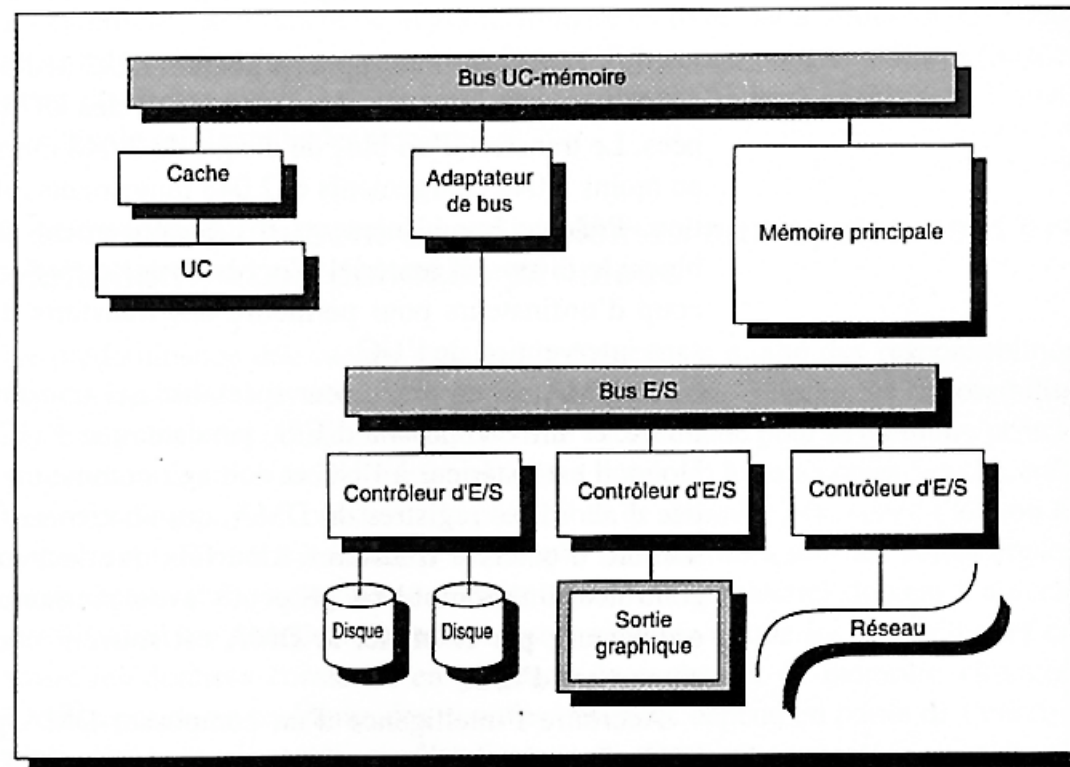 Bus UC-mémoire
Cache
Adaptateur
de bus
Mémoire principale
UC
Bus E/S
Contrôleur d'E/S
Contrôleur d'E/S
Contrôleur d'E/S
Disque
Disque
Sortie
graphique
Réseau